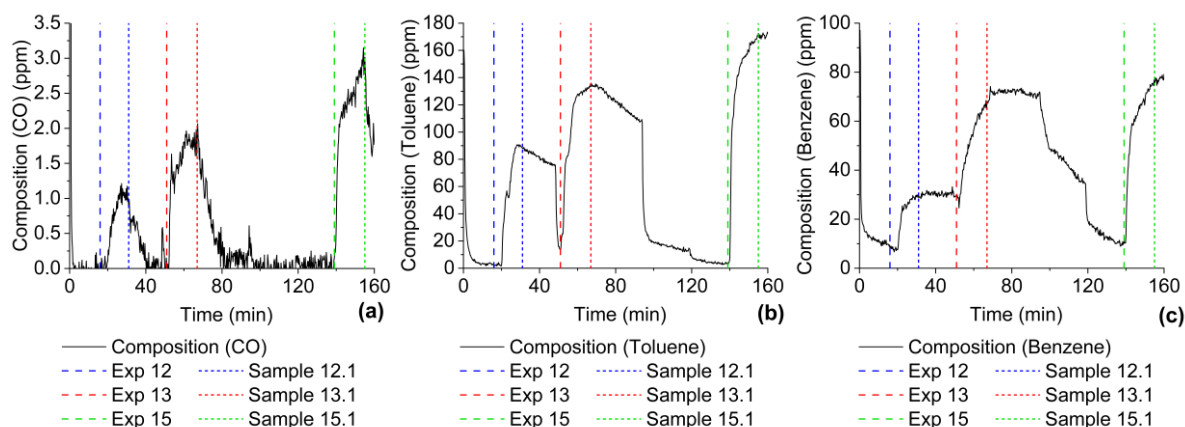 Composition (CO) (ppm)
3.5
3.0
2.5
2.0
1.5
1.0
0.5
0.0
0 40 80 120 160
Time (min)
(a)
Composition (CO)
Exp 12 Sample 12.1
Exp 13 Sample 13.1
Exp 15 Sample 15.1
Composition (Toluene) (ppm)
180
160
140
120
100
80
60
40
20
0
0 40 80 120 160
Time (min)
(b)
Composition (Toluene)
Exp 12 Sample 12.1
Exp 13 Sample 13.1
Exp 15 Sample 15.1
Composition (Benzene) (ppm)
100
80
60
40
20
0
0 40 80 120 160
Time (min)
(c)
Composition (Benzene)
Exp 12 Sample 12.1
Exp 13 Sample 13.1
Exp 15 Sample 15.1